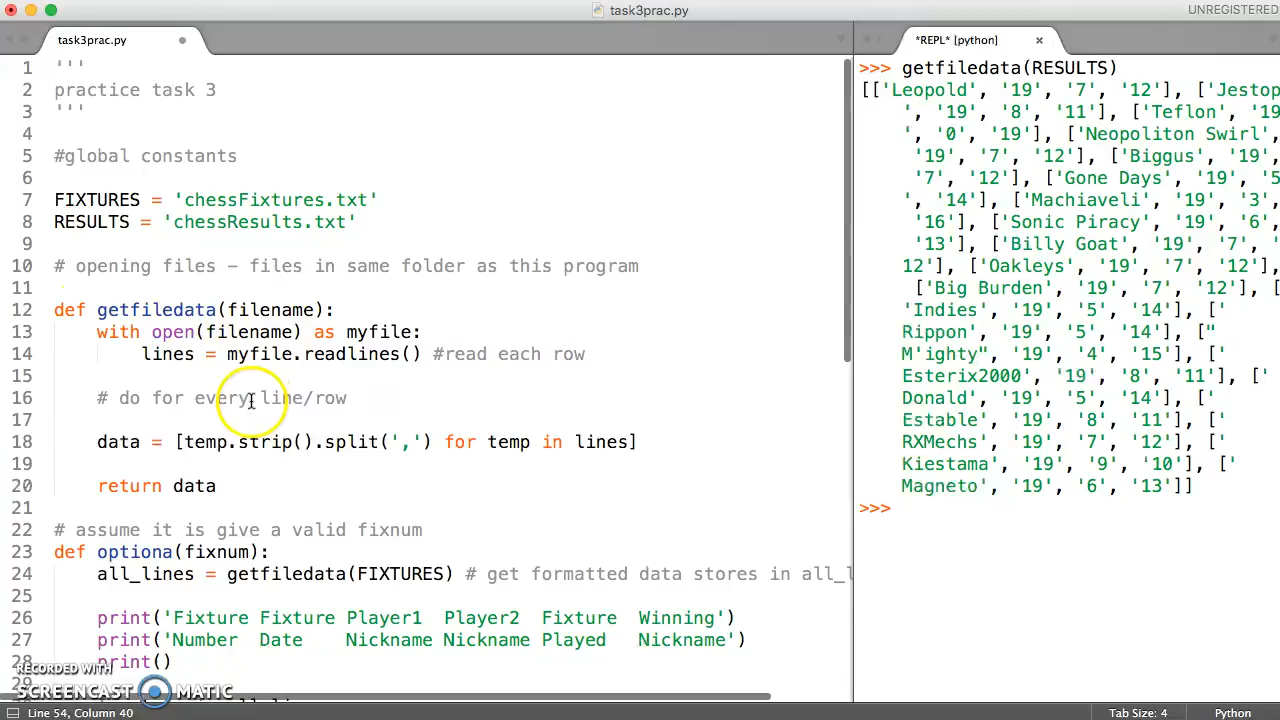 task3prac.py
UNREGISTERED
task3prac.py
*REPL* [python]
1 '''
2 practice task 3
3 '''
4
5 #global constants
6
7 FIXTURES = 'chessFixtures.txt'
8 RESULTS = 'chessResults.txt'
9
10 # opening files - files in same folder as this program
11
12 def getfiledata(filename):
13 with open(filename) as myfile:
14 lines = myfile.readlines() #read each row
15
16 # do for every line/row
17
18 data = [temp.strip().split(',') for temp in lines]
19
20 return data
21
22 # assume it is give a valid fixnum
23 def optiona(fixnum):
24 all_lines = getfiledata(FIXTURES) # get formatted data stores in all_l
25
26 print('Fixture Fixture Player1 Player2 Fixture Winning')
27 print('Number Date Nickname Nickname Played Nickname')
28 print()
29
>>> getfiledata(RESULTS)
[['Leopold', '19', '7', '12'], ['Jestop
', '19', '8', '11'], ['Teflon', '19
', '0', '19'], ['Neopoliton Swirl',
'19', '7', '12'], ['Biggus', '19',
'7', '12'], ['Gone Days', '19', '5
', '14'], ['Machiaveli', '19', '3',
'16'], ['Sonic Piracy', '19', '6',
'13'], ['Billy Goat', '19', '7', '
12'], ['Oakleys', '19', '7', '12'],
['Big Burden', '19', '7', '12'], [
'Indies', '19', '5', '14'], ['
Rippon', '19', '5', '14'], ["
M'ighty", '19', '4', '15'], ['
Esterix2000', '19', '8', '11'], ['
Donald', '19', '5', '14'], ['
Estable', '19', '8', '11'], ['
RXMechs', '19', '7', '12'], ['
Kiestama', '19', '9', '10'], ['
Magneto', '19', '6', '13']]
>>>
RECORDED WITH
SCREENCAST MATIC
Line 54, Column 40
Tab Size: 4
Python